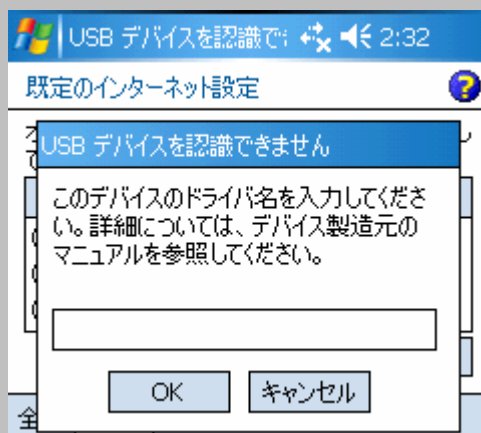 USB デバイスを認識で
2:32
既定のインターネット設定
USB デバイスを認識できません
このデバイスのドライバ名を入力してくださ
い。詳細については、デバイス製造元の
マニュアルを参照してください。
OK
キャンセル
全